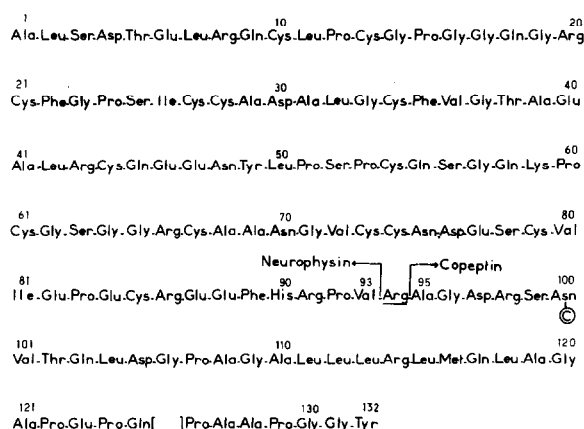 1 10 20
Ala-Leu-Ser-Asp-Thr-Glu-Leu-Arg-Gln-Cys-Leu-Pro-Cys-Gly-Pro-Gly-Gly-Gln-Gly-Arg
21 30 40
Cys-Phe-Gly-Pro-Ser-Ile-Cys-Cys-Ala-Asp-Ala-Leu-Gly-Cys-Phe-Val-Gly-Thr-Ala-Glu
41 50 60
Ala-Leu-Arg-Cys-Gln-Glu-Glu-Asn-Tyr-Leu-Pro-Ser-Pro-Cys-Gln-Ser-Gly-Gln-Lys-Pro
61 70 80
Cys-Gly-Ser-Gly-Gly-Arg-Cys-Ala-Ala-Asn-Gly-Val-Cys-Cys-Asn-Asp-Glu-Ser-Cys-Val
Neurophysin Copeptin
81 90 93 95 100
Ile-Glu-Pro-Glu-Cys-Arg-Glu-Glu-Phe-His-Arg-Pro-Val-Arg-Ala-Gly-Asp-Arg-Ser-Asn
C
101 110 120
Val-Thr-Gln-Leu-Asp-Gly-Pro-Ala-Gly-Ala-Leu-Leu-Leu-Arg-Leu-Met-Gln-Leu-Ala-Gly
121 130 132
Ala-Pro-Glu-Pro-Gln[ ]Pro-Ala-Ala-Pro-Gly-Gly-Tyr